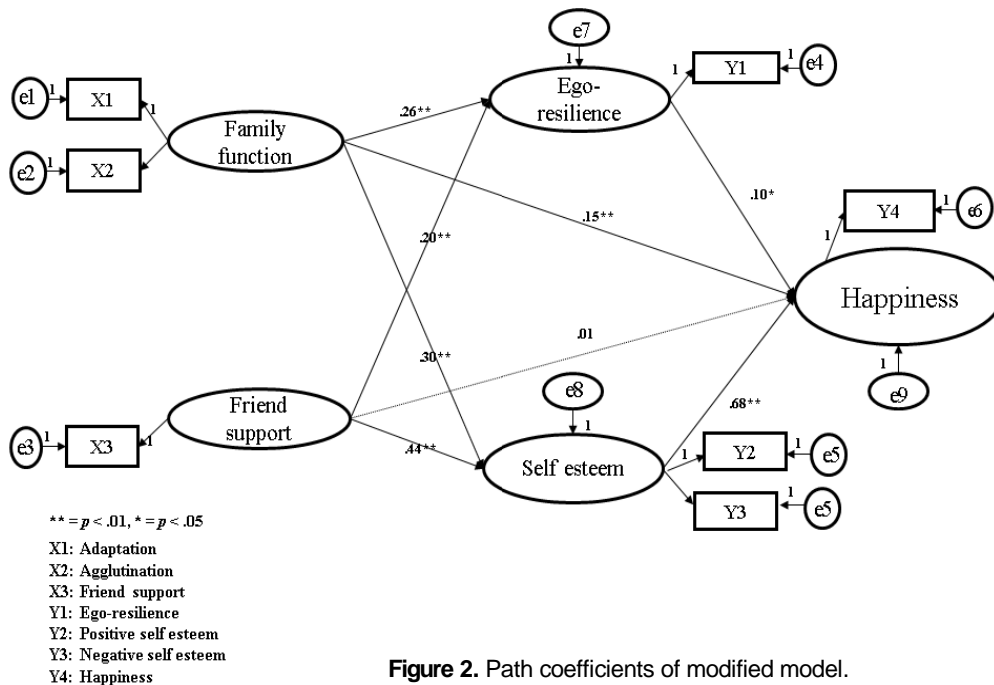 e7
1
Ego-
resilience
1
Y1
1
e4
e1
1
X1
1
Family
function
.26**
e2
1
X2
.15**
.10*
Y4
1
e6
1
.20**
Happiness
.01
.30**
e8
1
e9
1
.68**
Friend
support
e3
1
X3
1
.44**
Self esteem
1
Y2
1
e5
Y3
1
e5
** = p < .01, * = p < .05
X1: Adaptation
X2: Agglutination
X3: Friend support
Y1: Ego-resilience
Y2: Positive self esteem
Y3: Negative self esteem
Y4: Happiness
Figure 2. Path coefficients of modified model.